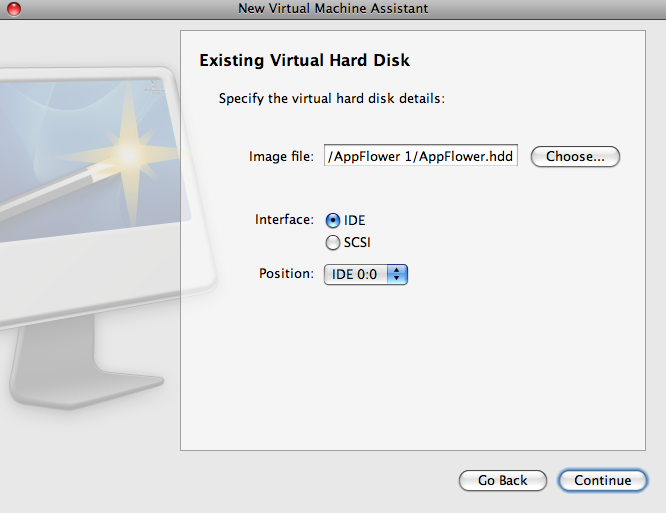 New Virtual Machine Assistant
Existing Virtual Hard Disk
Specify the virtual hard disk details:
Image file: /AppFlower 1/AppFlower.hdd Choose...
Interface: IDE
SCSI
Position: IDE 0:0
Go Back Continue